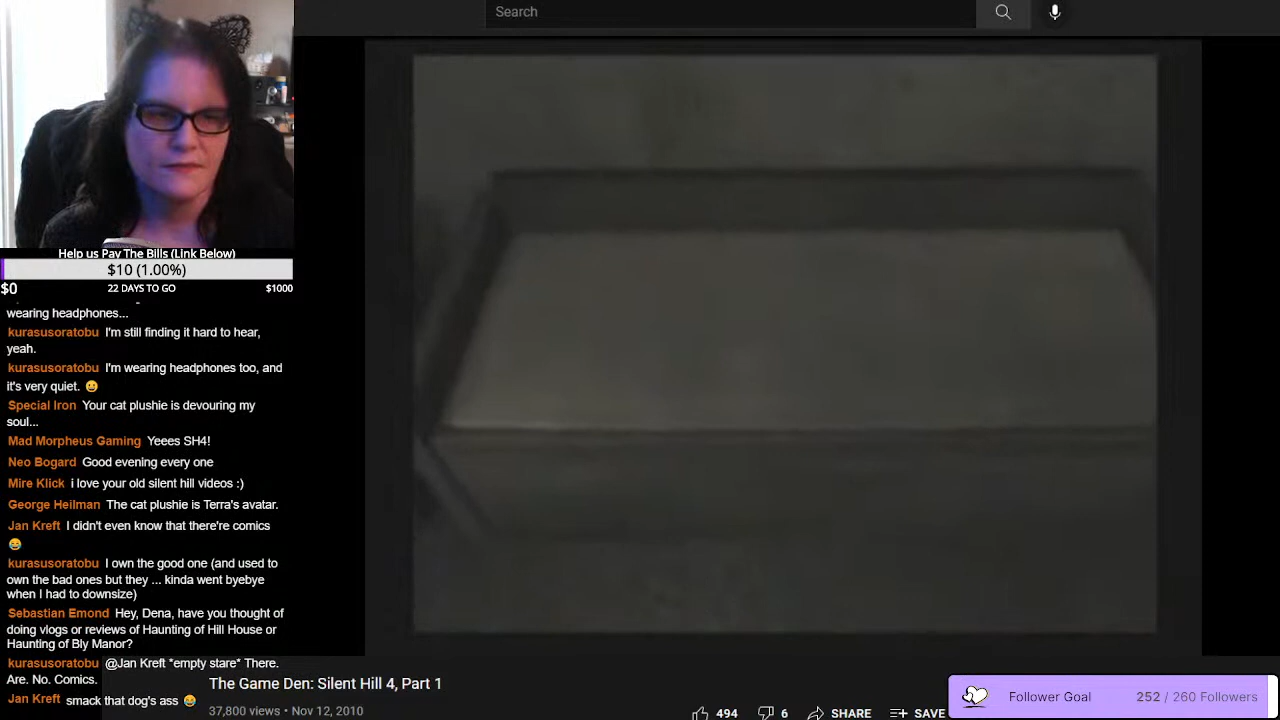 Search
Help us Pay The Bills (Link Below)
$10 (1.00%)
$0
22 DAYS TO GO
$1000
wearing headphones...
kurasusoratobu I'm still finding it hard to hear,
yeah.
kurasusoratobu I'm wearing headphones too, and
it's very quiet. 😀
Special Iron Your cat plushie is devouring my
soul...
Mad Morpheus Gaming Yeees SH4!
Neo Bogard Good evening every one
Mire Klick i love your old silent hill videos :)
George Heilman The cat plushie is Terra's avatar.
Jan Kreft I didn't even know that there're comics
😂
kurasusoratobu I own the good one (and used to
own the bad ones but they ... kinda went byebye
when I had to downsize)
Sebastian Emond Hey, Dena, have you thought of
doing vlogs or reviews of Haunting of Hill House or
Haunting of Bly Manor?
kurasusoratobu @Jan Kreft *empty stare* There.
Are. No. Comics.
Jan Kreft smack that dog's ass 😂
The Game Den: Silent Hill 4, Part 1
37,800 views • Nov 12, 2010
494
6
SHARE
SAVE
Follower Goal
252 / 260 Followers